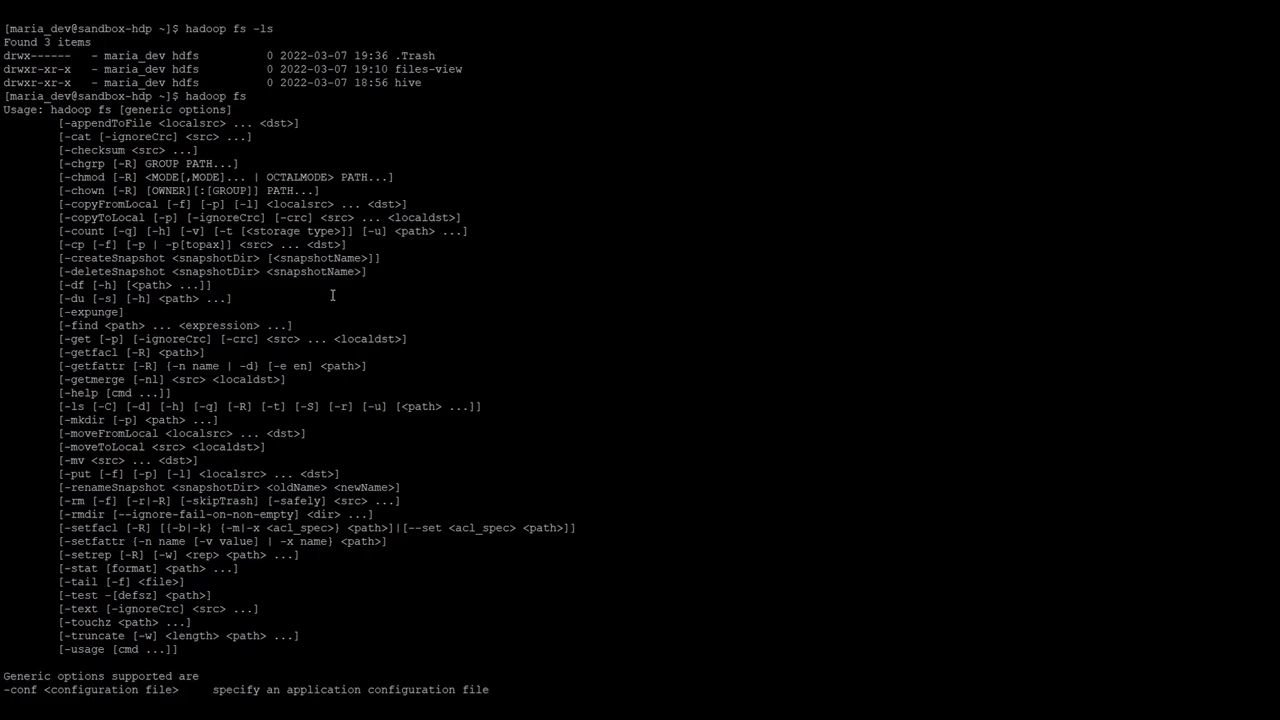 [maria_dev@sandbox-hdp ~]$ hadoop fs -ls
Found 3 items
drwx------   - maria_dev hdfs          0 2022-03-07 19:36 .Trash
drwxr-xr-x   - maria_dev hdfs          0 2022-03-07 19:10 files-view
drwxr-xr-x   - maria_dev hdfs          0 2022-03-07 18:56 hive
[maria_dev@sandbox-hdp ~]$ hadoop fs
Usage: hadoop fs [generic options]
        [-appendToFile <localsrc> ... <dst>]
        [-cat [-ignoreCrc] <src> ...]
        [-checksum <src> ...]
        [-chgrp [-R] GROUP PATH...]
        [-chmod [-R] <MODE[,MODE]... | OCTALMODE> PATH...]
        [-chown [-R] [OWNER][:[GROUP]] PATH...]
        [-copyFromLocal [-f] [-p] [-l] <localsrc> ... <dst>]
        [-copyToLocal [-p] [-ignoreCrc] [-crc] <src> ... <localdst>]
        [-count [-q] [-h] [-v] [-t [<storage type>]] [-u] <path> ...]
        [-cp [-f] [-p | -p[topax]] <src> ... <dst>]
        [-createSnapshot <snapshotDir> [<snapshotName>]]
        [-deleteSnapshot <snapshotDir> <snapshotName>]
        [-df [-h] [<path> ...]]
        [-du [-s] [-h] <path> ...]
        [-expunge]
        [-find <path> ... <expression> ...]
        [-get [-p] [-ignoreCrc] [-crc] <src> ... <localdst>]
        [-getfacl [-R] <path>]
        [-getfattr [-R] {-n name | -d} [-e en] <path>]
        [-getmerge [-nl] <src> <localdst>]
        [-help [cmd ...]]
        [-ls [-C] [-d] [-h] [-q] [-R] [-t] [-S] [-r] [-u] [<path> ...]]
        [-mkdir [-p] <path> ...]
        [-moveFromLocal <localsrc> ... <dst>]
        [-moveToLocal <src> <localdst>]
        [-mv <src> ... <dst>]
        [-put [-f] [-p] [-l] <localsrc> ... <dst>]
        [-renameSnapshot <snapshotDir> <oldName> <newName>]
        [-rm [-f] [-r|-R] [-skipTrash] [-safely] <src> ...]
        [-rmdir [--ignore-fail-on-non-empty] <dir> ...]
        [-setfacl [-R] [{-b|-k} {-m|-x <acl_spec>} <path>]|[--set <acl_spec> <path>]]
        [-setfattr {-n name [-v value] | -x name} <path>]
        [-setrep [-R] [-w] <rep> <path> ...]
        [-stat [format] <path> ...]
        [-tail [-f] <file>]
        [-test -[defsz] <path>]
        [-text [-ignoreCrc] <src> ...]
        [-touchz <path> ...]
        [-truncate [-w] <length> <path> ...]
        [-usage [cmd ...]]
Generic options supported are
-conf <configuration file>     specify an application configuration file